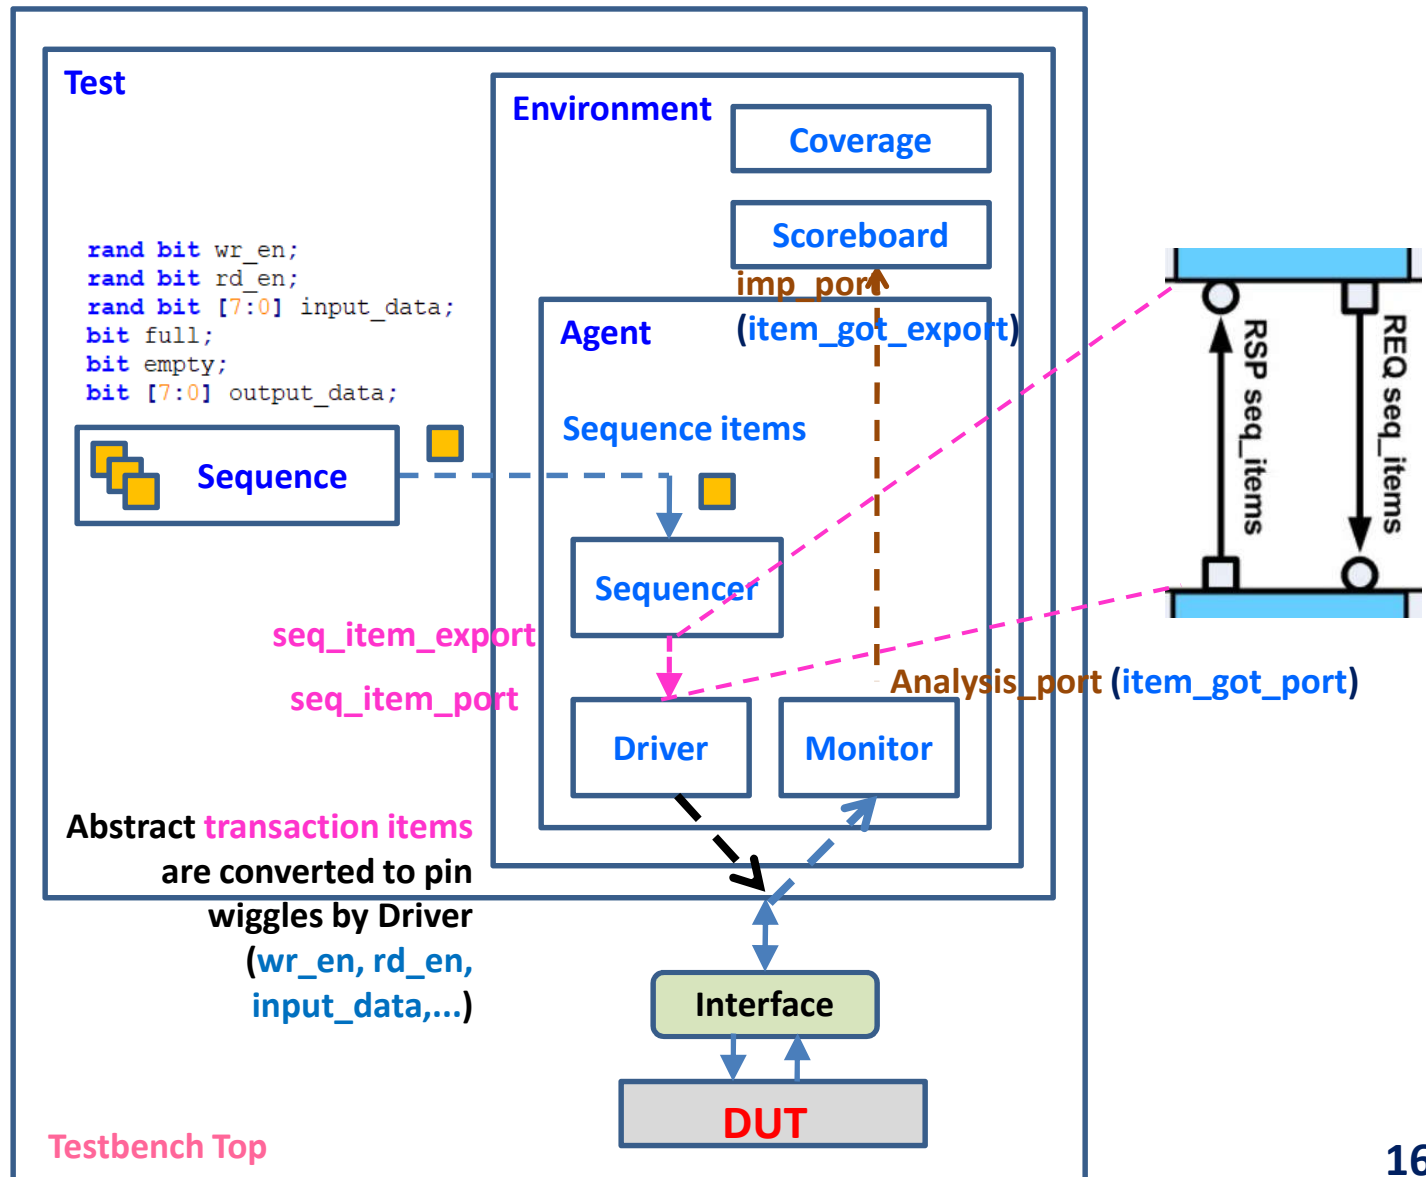 Test
Environment
Coverage
Scoreboard
rand bit wr_en;
rand bit rd_en;
rand bit [7:0] input_data;
bit full;
bit empty;
bit [7:0] output_data;
imp_port
(item_got_export)
Agent
Sequence items
Sequence
Sequencer
seq_item_export
seq_item_port
RSP seq_items
REQ seq_items
Analysis_port (item_got_port)
Driver
Monitor
Abstract transaction items
are converted to pin
wiggles by Driver
(wr_en, rd_en,
input_data,...)
Interface
DUT
Testbench Top
16